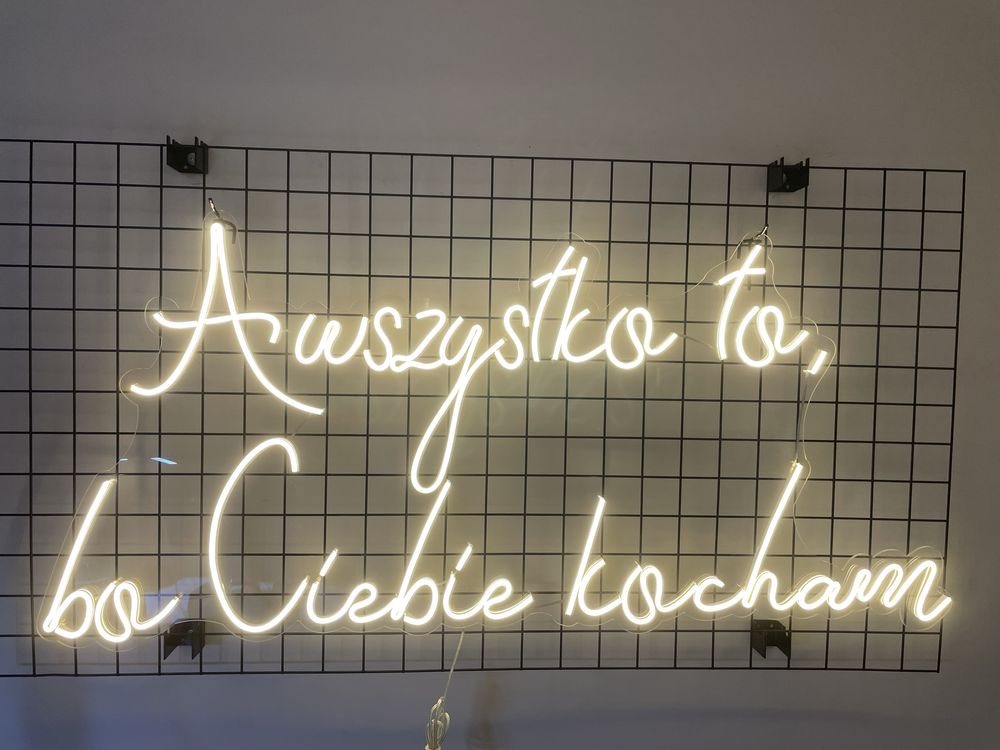 A wszystko to,
bo Ciebie kocham